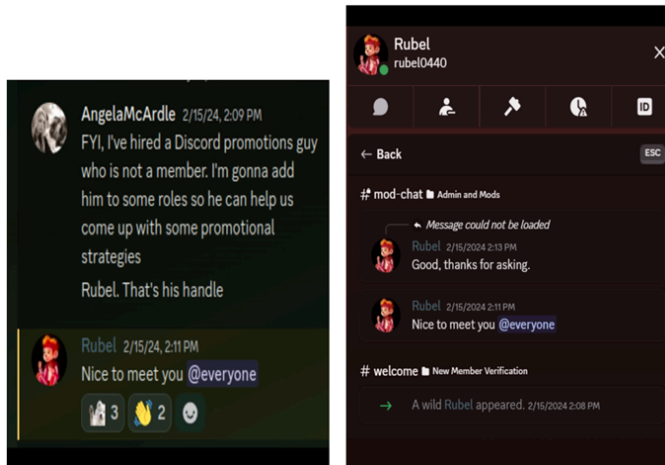 AngelaMcArdle 2/15/24, 2:09 PM
FYI, I've hired a Discord promotions guy
who is not a member. I'm gonna add
him to some roles so he can help us
come up with some promotional
strategies
Rubel. That's his handle
Rubel 2/15/24, 2:11 PM
Nice to meet you @everyone
3 2
Rubel
rubel0440
ID
← Back ESC
# mod-chat Admin and Mods
Message could not be loaded
Rubel 2/15/2024 2:13 PM
Good, thanks for asking.
Rubel 2/15/2024 2:11 PM
Nice to meet you @everyone
# welcome New Member Verification
→ A wild Rubel appeared. 2/15/2024 2:08 PM